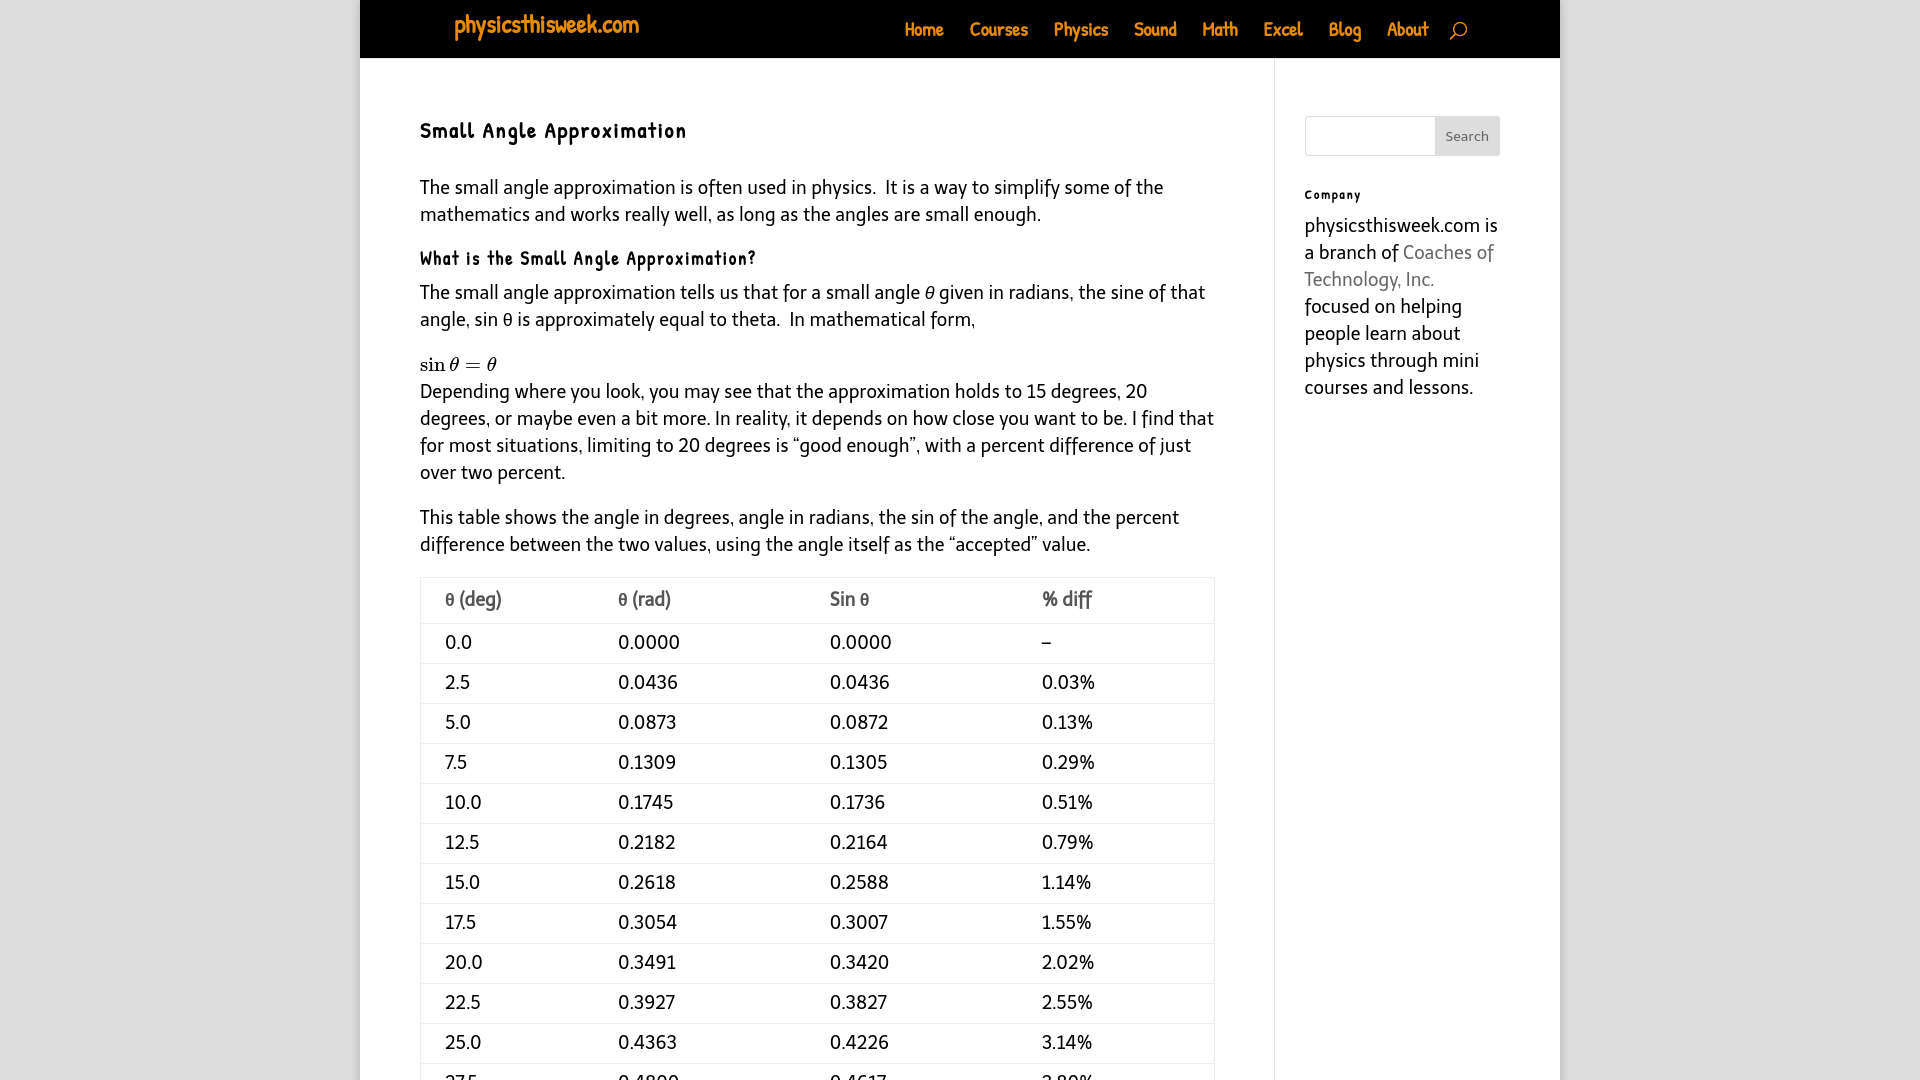 physicsthisweek.com
Home Courses Physics Sound Math Excel Blog About
Small Angle Approximation
The small angle approximation is often used in physics.  It is a way to simplify some of the
mathematics and works really well, as long as the angles are small enough.
What is the Small Angle Approximation?
The small angle approximation tells us that for a small angle θ given in radians, the sine of that
angle, sin θ is approximately equal to theta.  In mathematical form,
sin θ = θ
Depending where you look, you may see that the approximation holds to 15 degrees, 20
degrees, or maybe even a bit more. In reality, it depends on how close you want to be. I find that
for most situations, limiting to 20 degrees is “good enough”, with a percent difference of just
over two percent.
This table shows the angle in degrees, angle in radians, the sin of the angle, and the percent
difference between the two values, using the angle itself as the “accepted” value.
θ (deg) θ (rad) Sin θ % diff
0.0 0.0000 0.0000 –
2.5 0.0436 0.0436 0.03%
5.0 0.0873 0.0872 0.13%
7.5 0.1309 0.1305 0.29%
10.0 0.1745 0.1736 0.51%
12.5 0.2182 0.2164 0.79%
15.0 0.2618 0.2588 1.14%
17.5 0.3054 0.3007 1.55%
20.0 0.3491 0.3420 2.02%
22.5 0.3927 0.3827 2.55%
25.0 0.4363 0.4226 3.14%
Search
Company
physicsthisweek.com is
a branch of Coaches of
Technology, Inc.
focused on helping
people learn about
physics through mini
courses and lessons.